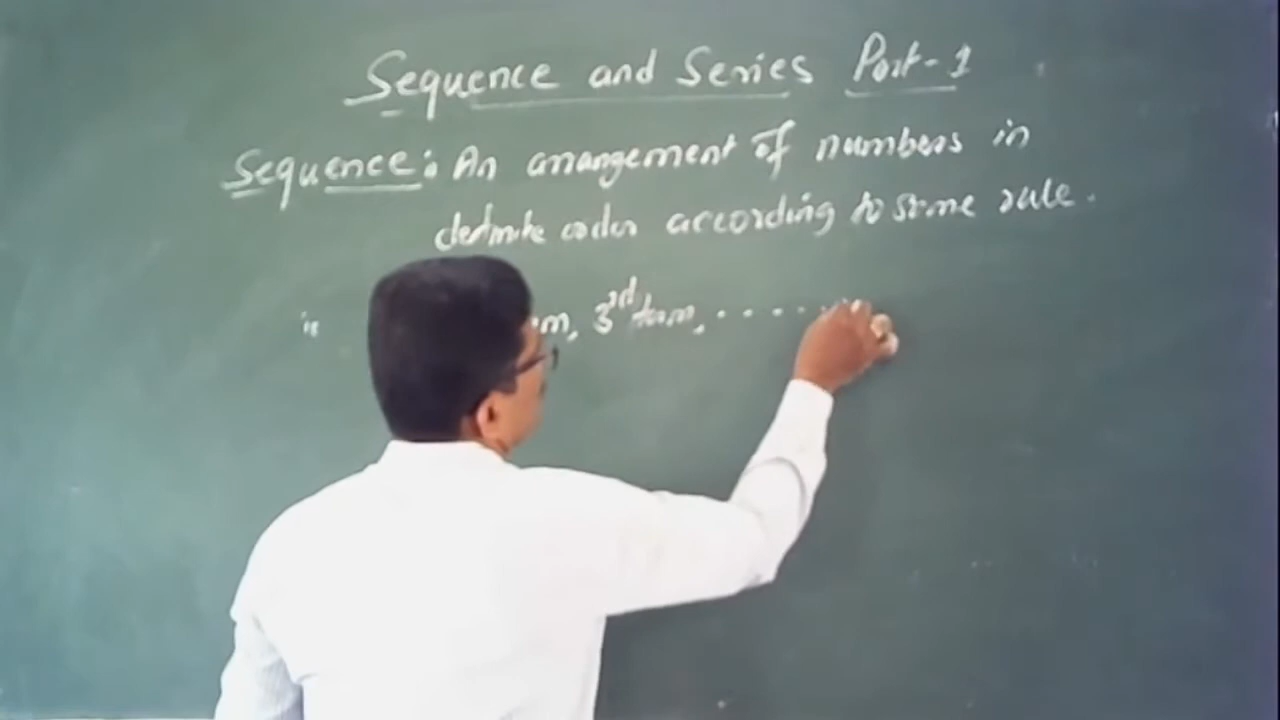 Sequence and Series Part-1
Sequence: An arrangement of numbers in
definite order according to some rule.
3rd term, ......